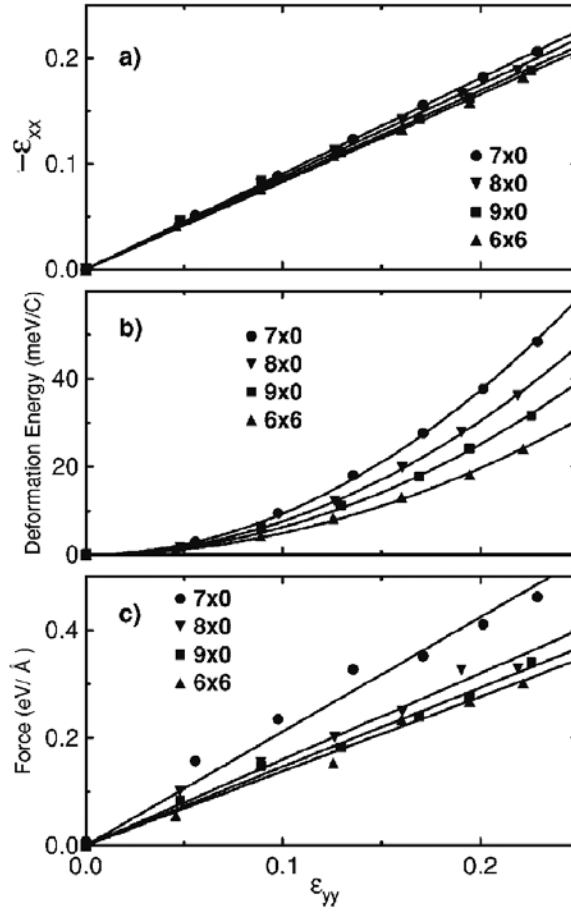 a)
-εxx
0.2
0.1
0.0
7x0
8x0
9x0
6x6
b)
Deformation Energy (meV/C)
40
20
0
7x0
8x0
9x0
6x6
c)
Force (eV/ Å)
0.4
0.2
0.0
7x0
8x0
9x0
6x6
0.0 0.1 0.2
εyy